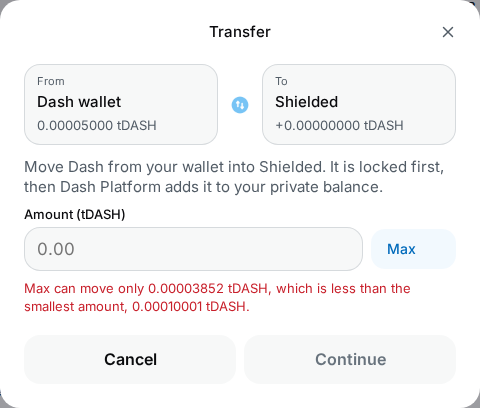 Transfer
From
Dash wallet
0.00005000 tDASH
To
Shielded
+0.00000000 tDASH
Move Dash from your wallet into Shielded. It is locked first,
then Dash Platform adds it to your private balance.
Amount (tDASH)
0.00
Max
Max can move only 0.00003852 tDASH, which is less than the
smallest amount, 0.00010001 tDASH.
Cancel
Continue